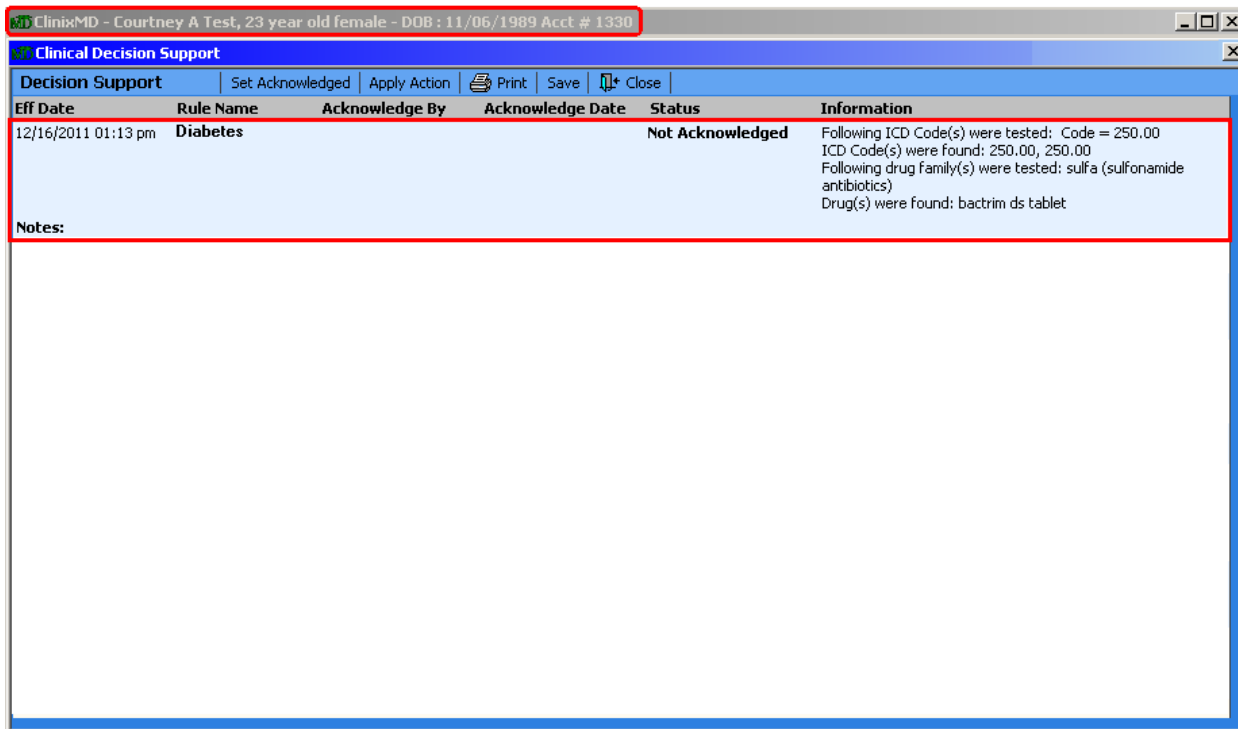 ClinixMD - Courtney A Test, 23 year old female - DOB : 11/06/1989 Acct # 1330
Clinical Decision Support
Decision Support Set Acknowledged Apply Action Print Save Close
Eff Date Rule Name Acknowledge By Acknowledge Date Status Information
12/16/2011 01:13 pm Diabetes Not Acknowledged Following ICD Code(s) were tested: Code = 250.00
ICD Code(s) were found: 250.00, 250.00
Following drug family(s) were tested: sulfa (sulfonamide
antibiotics)
Drug(s) were found: bactrim ds tablet
Notes: